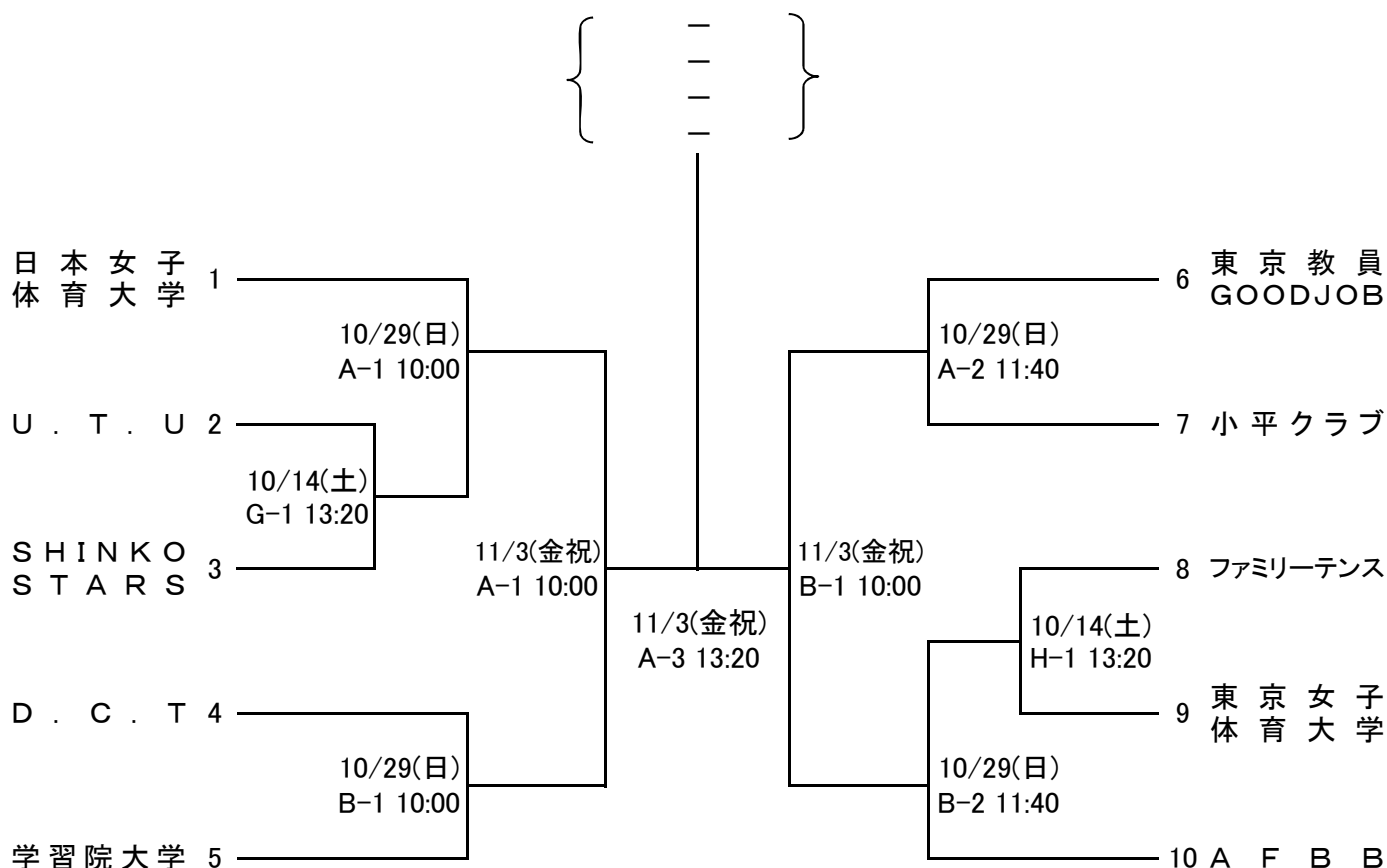 —
—
—
—
日本女子
体育大学 1
10/29(日)
A-1 10:00
U.T.U 2
10/14(土)
G-1 13:20
SHINKO
STARS 3
11/3(金祝)
A-1 10:00
D.C.T 4
10/29(日)
B-1 10:00
学習院大学 5
11/3(金祝)
A-3 13:20
6 東京教員
GOODJOB
10/29(日)
A-2 11:40
7 小平クラブ
11/3(金祝)
B-1 10:00
8 ファミリーテンス
10/14(土)
H-1 13:20
9 東京女子
体育大学
10/29(日)
B-2 11:40
10 AFBB